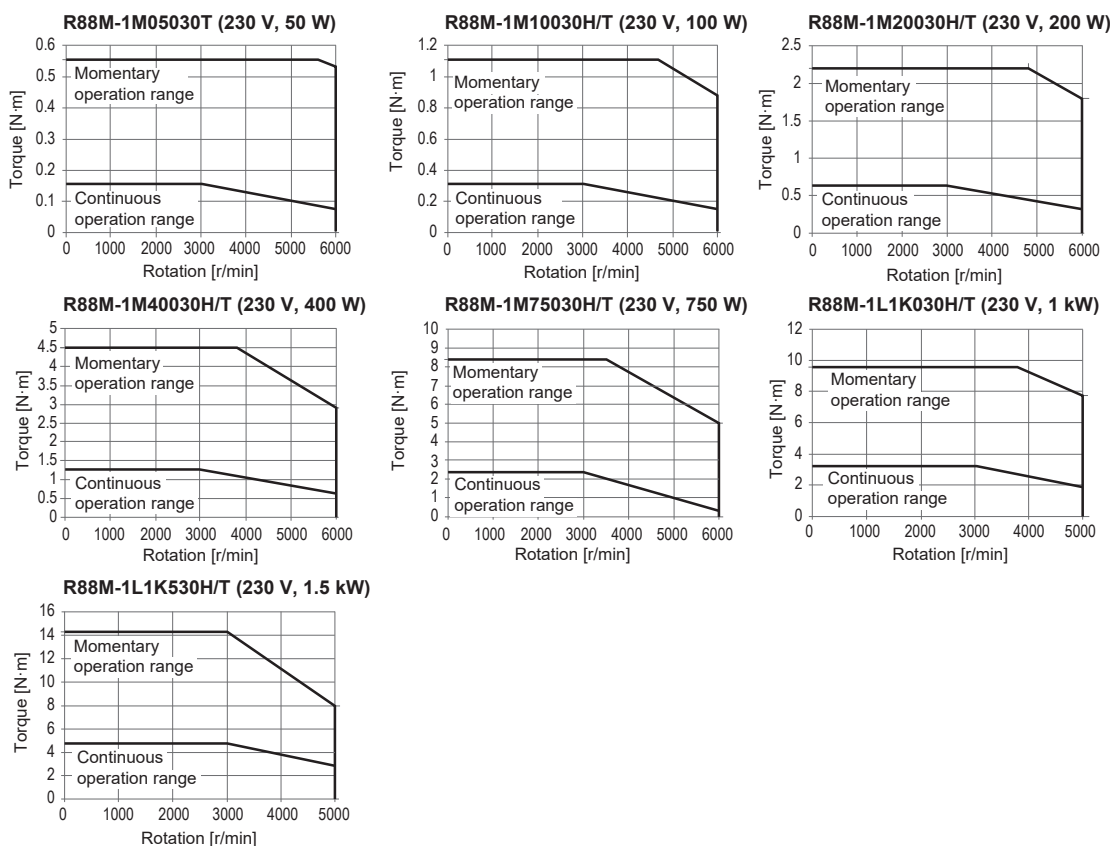 R88M-1M05030T (230 V, 50 W)
0.6
0.5
0.4
0.3
0.2
0.1
0
Torque [N·m]
Momentary
operation range
Continuous
operation range
0 1000 2000 3000 4000 5000 6000
Rotation [r/min]
R88M-1M10030H/T (230 V, 100 W)
1.2
1
0.8
0.6
0.4
0.2
0
Torque [N·m]
Momentary
operation range
Continuous
operation range
0 1000 2000 3000 4000 5000 6000
Rotation [r/min]
R88M-1M20030H/T (230 V, 200 W)
2.5
2
1.5
1
0.5
0
Torque [N·m]
Momentary
operation range
Continuous
operation range
0 1000 2000 3000 4000 5000 6000
Rotation [r/min]
R88M-1M40030H/T (230 V, 400 W)
5
4.5
4
3.5
3
2.5
2
1.5
1
0.5
0
Torque [N·m]
Momentary
operation range
Continuous
operation range
0 1000 2000 3000 4000 5000 6000
Rotation [r/min]
R88M-1M75030H/T (230 V, 750 W)
10
9
8
7
6
5
4
3
2
1
0
Torque [N·m]
Momentary
operation range
Continuous
operation range
0 1000 2000 3000 4000 5000 6000
Rotation [r/min]
R88M-1L1K030H/T (230 V, 1 kW)
12
10
8
6
4
2
0
Torque [N·m]
Momentary
operation range
Continuous
operation range
0 1000 2000 3000 4000 5000
Rotation [r/min]
R88M-1L1K530H/T (230 V, 1.5 kW)
16
14
12
10
8
6
4
2
0
Torque [N·m]
Momentary
operation range
Continuous
operation range
0 1000 2000 3000 4000 5000
Rotation [r/min]